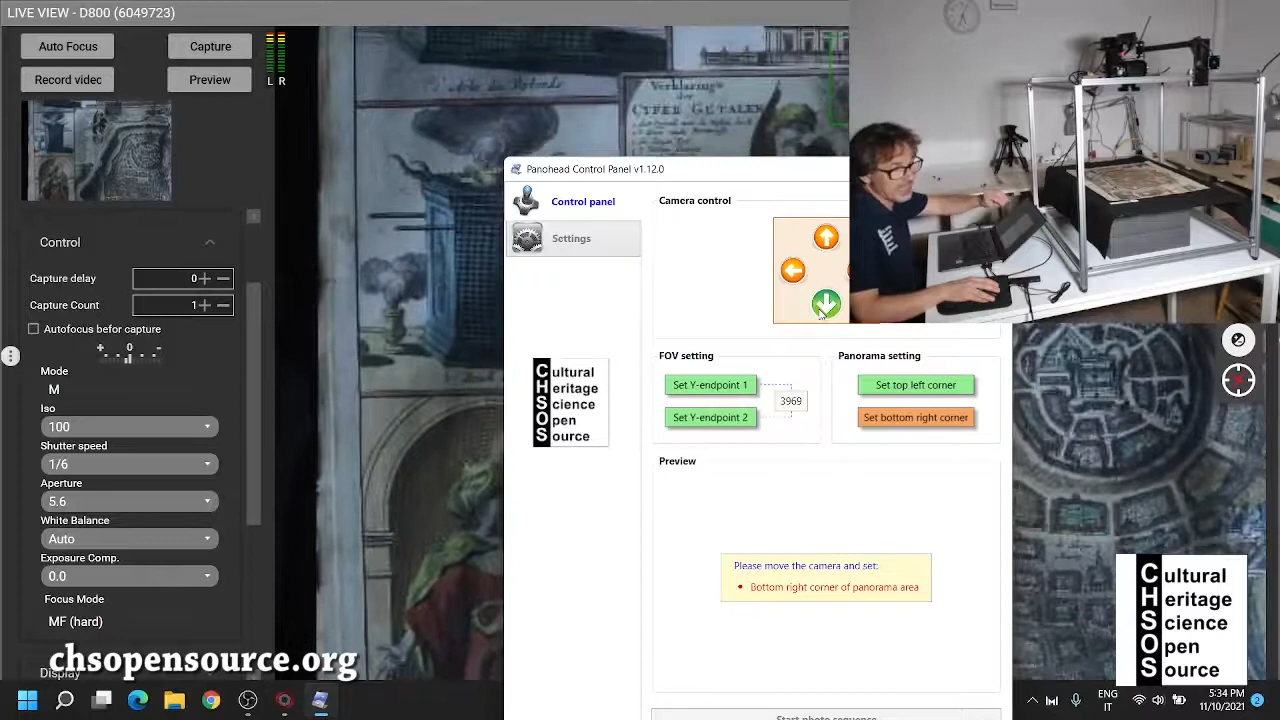 LIVE VIEW - D800 (6049723)
Auto Focus
Capture
Record video
Preview
L R
Control
Capture delay
0
Capture Count
1
Autofocus before capture
Mode
M
Iso
100
Shutter speed
1/6
Aperture
5.6
White Balance
Auto
Exposure Comp.
0.0
Focus Mode
MF (hard)
CYFER GETALEN
Panohead Control Panel v1.12.0
Control panel
Settings
Cultural
Heritage
Science
Open
Source
Camera control
FOV setting
Set Y-endpoint 1
3969
Set Y-endpoint 2
Panorama setting
Set top left corner
Set bottom right corner
Preview
Please move the camera and set:
Bottom right corner of panorama area
Start photo sequence
Cultural
Heritage
Science
Open
Source
chsopensource.org
ENG
IT
5:34 PM